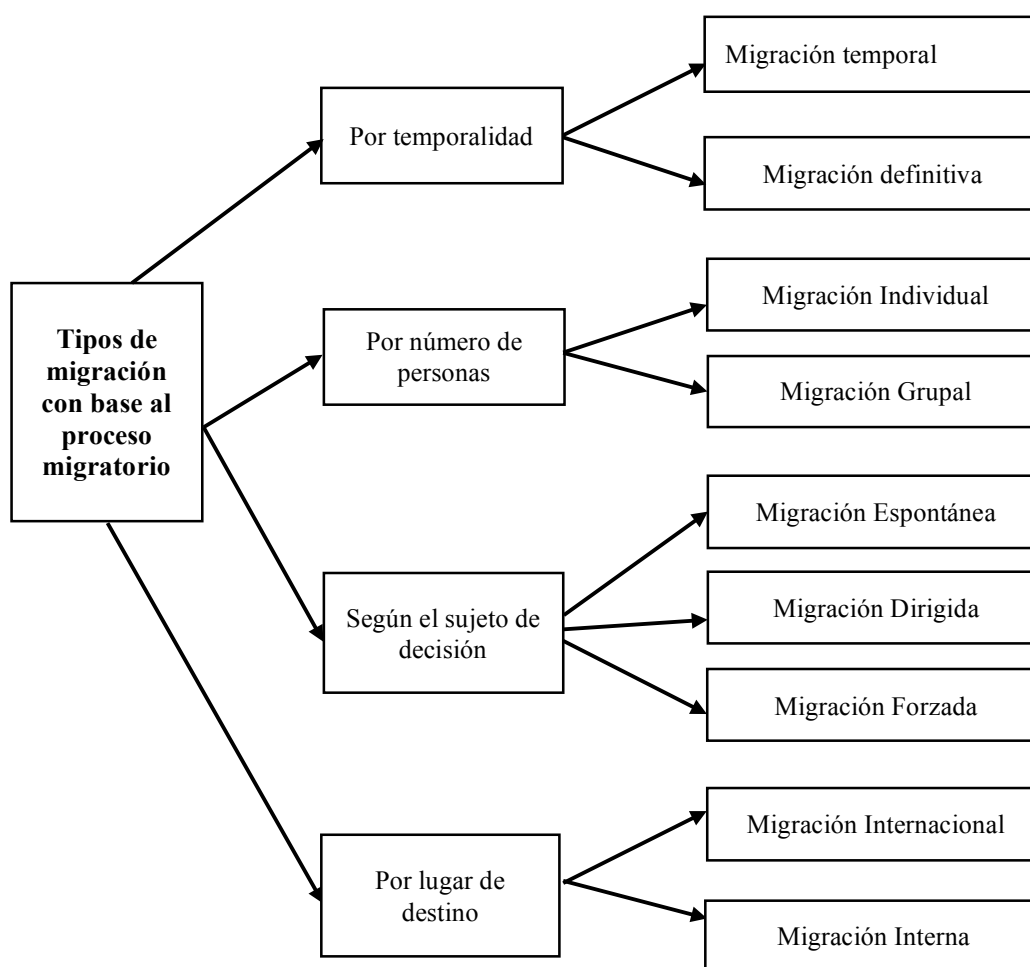 Migración temporal
Por temporalidad
Migración definitiva
Tipos de
migración
con base al
proceso
migratorio
Migración Individual
Por número de
personas
Migración Grupal
Migración Espontánea
Según el sujeto de
decisión
Migración Dirigida
Migración Forzada
Migración Internacional
Por lugar de
destino
Migración Interna